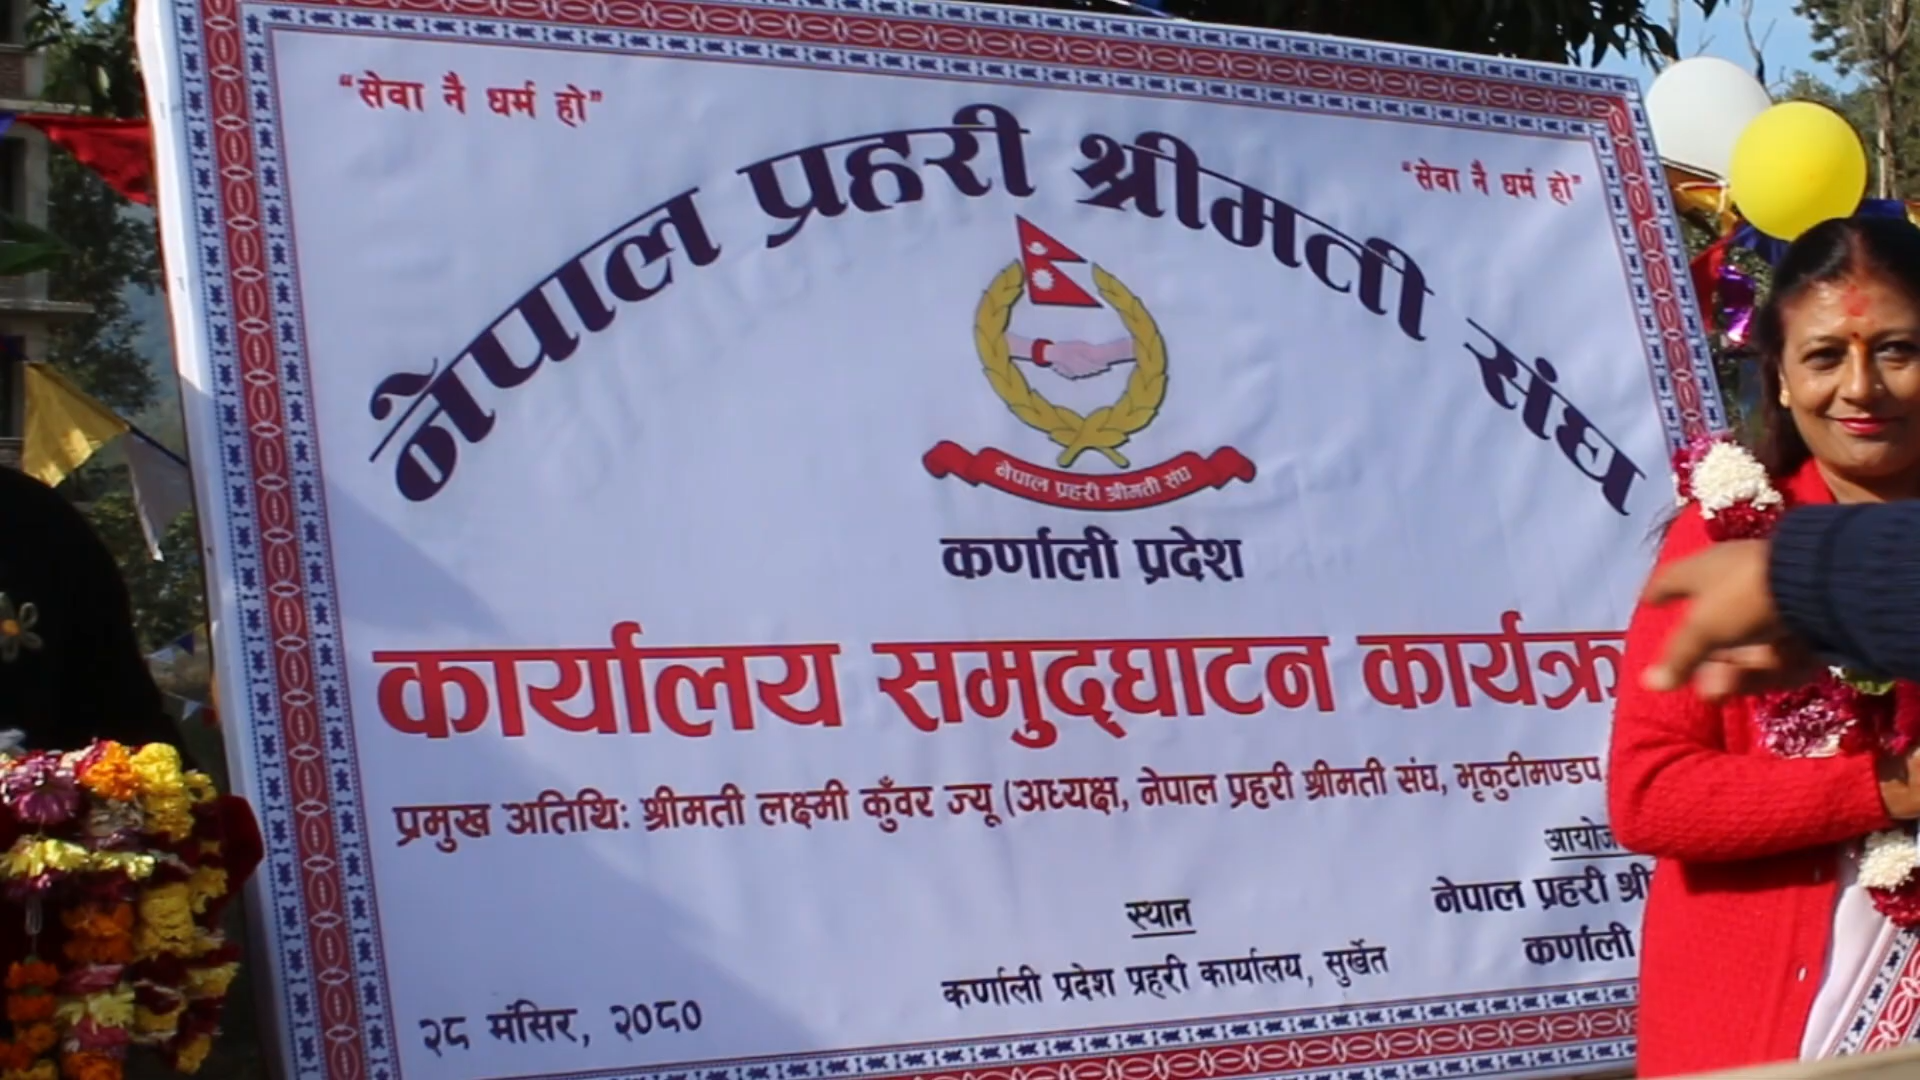 “सेवा नै धर्म हो”
“सेवा नै धर्म हो”
नेपाल प्रहरी श्रीमती संघ
नेपाल प्रहरी श्रीमती संघ
कर्णाली प्रदेश
कार्यालय समुद्घाटन कार्यक्र
प्रमुख अतिथिः श्रीमती लक्ष्मी कुँवर ज्यू (अध्यक्ष, नेपाल प्रहरी श्रीमती संघ, भृकुटीमण्डप
आयोज
स्थान
नेपाल प्रहरी श्री
कर्णाली
कर्णाली प्रदेश प्रहरी कार्यालय, सुर्खेत
२८ मंसिर, २०८०